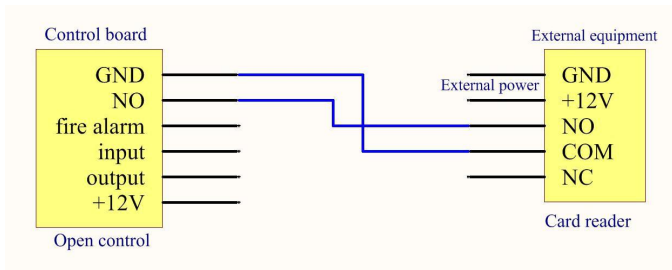 Control board
External equipment
GND
NO
fire alarm
input
output
+12V
External power
GND
+12V
NO
COM
NC
Open control
Card reader